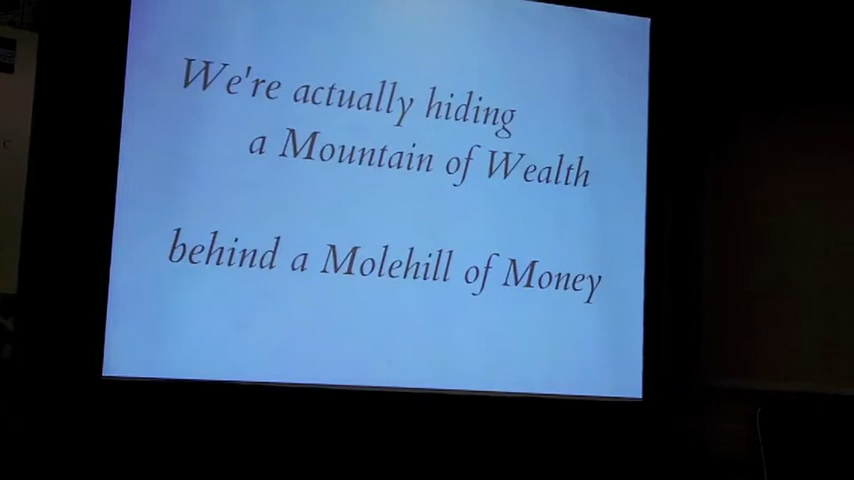 We're actually hiding
a Mountain of Wealth
behind a Molehill of Money